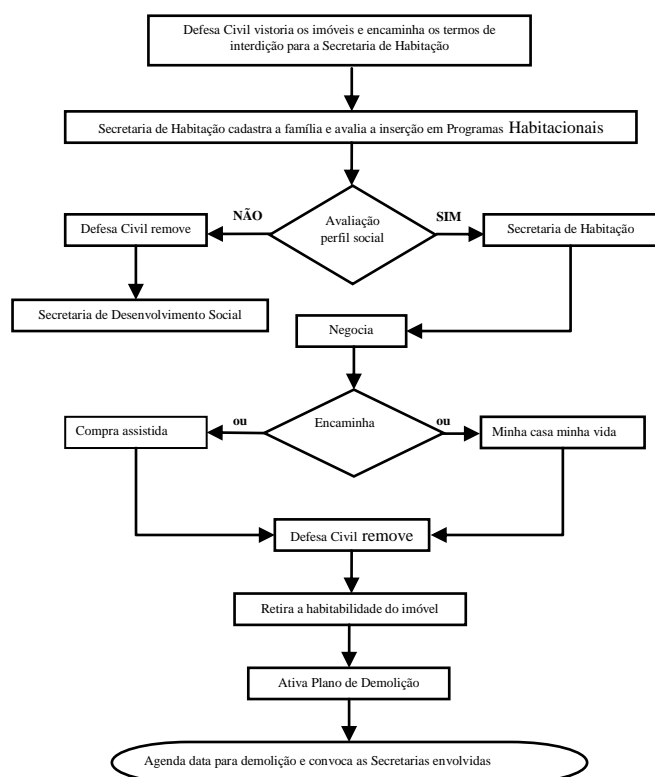 Defesa Civil vistoria os imóveis e encaminha os termos de
interdição para a Secretaria de Habitação
Secretaria de Habitação cadastra a família e avalia a inserção em Programas Habitacionais
NÃO
Avaliação
perfil social
SIM
Defesa Civil remove
Secretaria de Habitação
Secretaria de Desenvolvimento Social
Negocia
Compra assistida
ou
Encaminha
ou
Minha casa minha vida
Defesa Civil remove
Retira a habitabilidade do imóvel
Ativa Plano de Demolição
Agenda data para demolição e convoca as Secretarias envolvidas